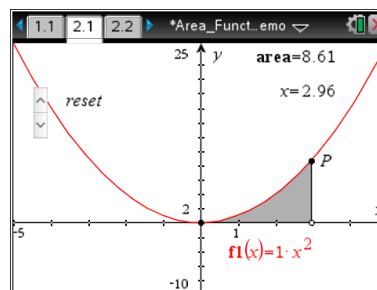 1.1 2.1 2.2 *Area_Funct...emo
25 y area=8.61
x=2.96
reset
P
2
-5 1
f1(x)=1·x²
-10